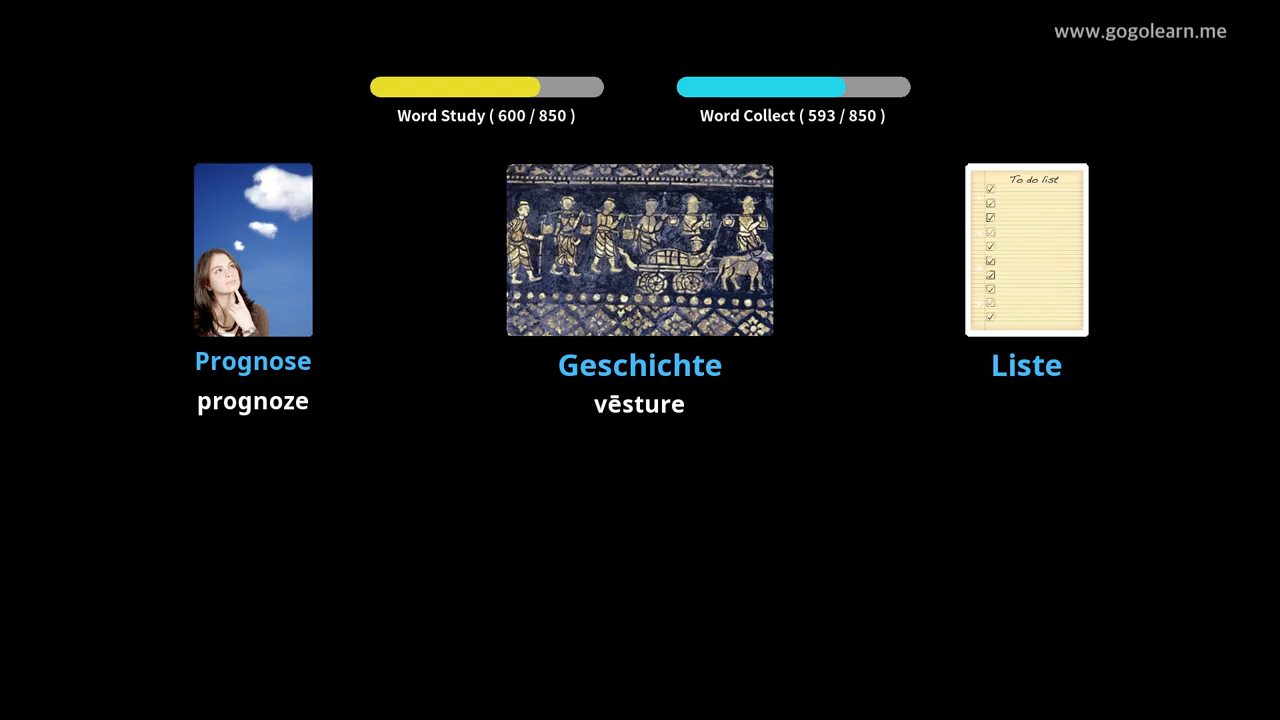 www.gogolearn.me
Word Study ( 600 / 850 )
Word Collect ( 593 / 850 )
To do list
Prognose
prognoze
Geschichte
vēsture
Liste